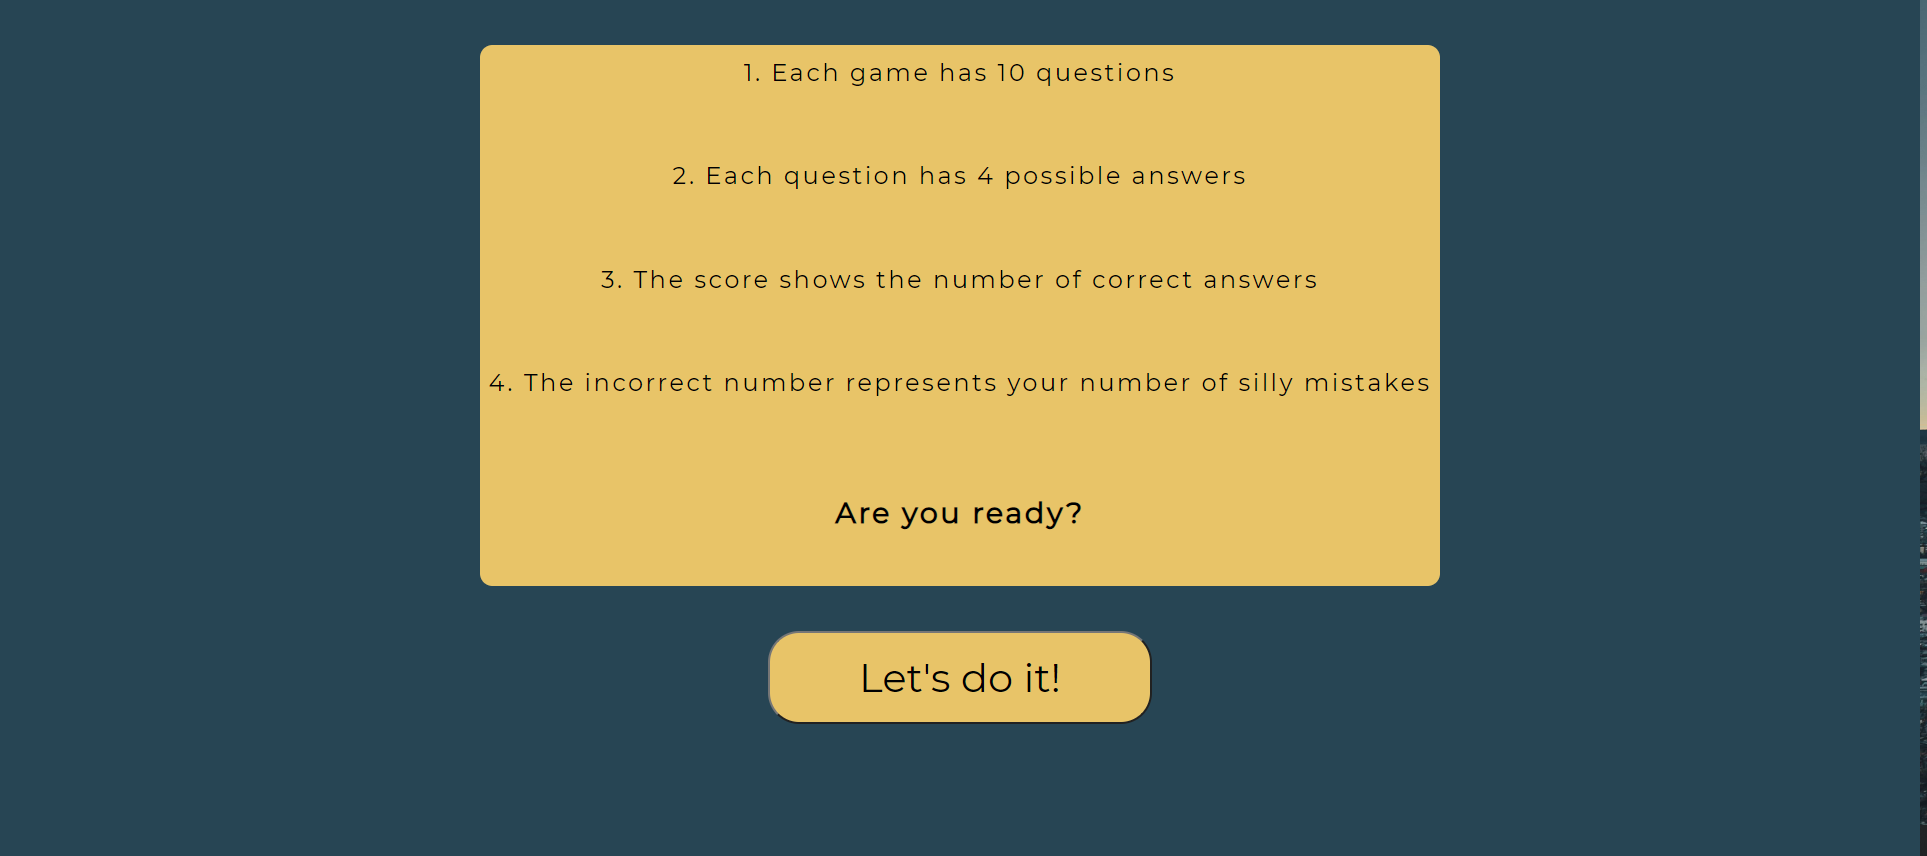 1. Each game has 10 questions
2. Each question has 4 possible answers
3. The score shows the number of correct answers
4. The incorrect number represents your number of silly mistakes
Are you ready?
Let's do it!